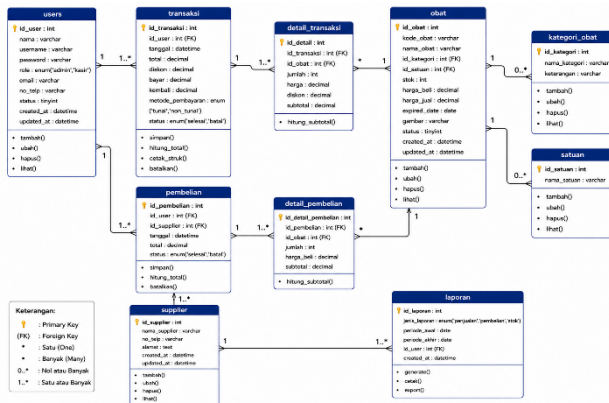 users
id_user : int
nama : varchar
username : varchar
password : varchar
role : enum('admin','kasir')
email : varchar
no_telp : varchar
status : tinyint
created_at : datetime
updated_at : datetime
• tambah()
• ubah()
• hapus()
• lihat()
1
1..*
1
1..*
transaksi
id_transaksi : int
id_user : int (FK)
tanggal : datetime
total : decimal
diskon : decimal
bayar : decimal
kembali : decimal
metode_pembayaran : enum
('tunai','non_tunai')
status : enum('selesai','batal')
• simpan()
• hitung_total()
• cetak_struk()
• batalkan()
1
1..*
detail_transaksi
id_detail : int
id_transaksi : int (FK)
id_obat : int (FK)
jumlah : int
harga : decimal
diskon : decimal
subtotal : decimal
• hitung_subtotal()
*
1
obat
id_obat : int
kode_obat : varchar
nama_obat : varchar
id_kategori : int (FK)
id_satuan : int (FK)
stok : int
harga_beli : decimal
harga_jual : decimal
expired_date : date
gambar : varchar
status : tinyint
created_at : datetime
updated_at : datetime
• tambah()
• ubah()
• hapus()
• lihat()
1
0..*
1
0..*
1
kategori_obat
id_kategori : int
nama_kategori : varchar
keterangan : varchar
• tambah()
• ubah()
• hapus()
• lihat()
satuan
id_satuan : int
nama_satuan : varchar
• tambah()
• ubah()
• hapus()
• lihat()
pembelian
id_pembelian : int
id_user : int (FK)
id_supplier : int (FK)
tanggal : datetime
total : decimal
status : enum('selesai','batal')
• simpan()
• hitung_total()
• batalkan()
1
1..*
1..*
detail_pembelian
id_detail_pembelian : int
id_pembelian : int (FK)
id_obat : int (FK)
jumlah : int
harga_beli : decimal
subtotal : decimal
• hitung_subtotal()
*
Keterangan:
: Primary Key
(FK) : Foreign Key
* : Satu (One)
* : Banyak (Many)
0..* : Nol atau Banyak
1..* : Satu atau Banyak
supplier
id_supplier : int
nama_supplier : varchar
no_telp : varchar
alamat : text
created_at : datetime
updated_at : datetime
• tambah()
• ubah()
• hapus()
• lihat()
1
1..*
laporan
id_laporan : int
jenis_laporan : enum('penjualan','pembelian','stok')
periode_awal : date
periode_akhir : date
id_user : int (FK)
created_at : datetime
• generate()
• cetak()
• export()